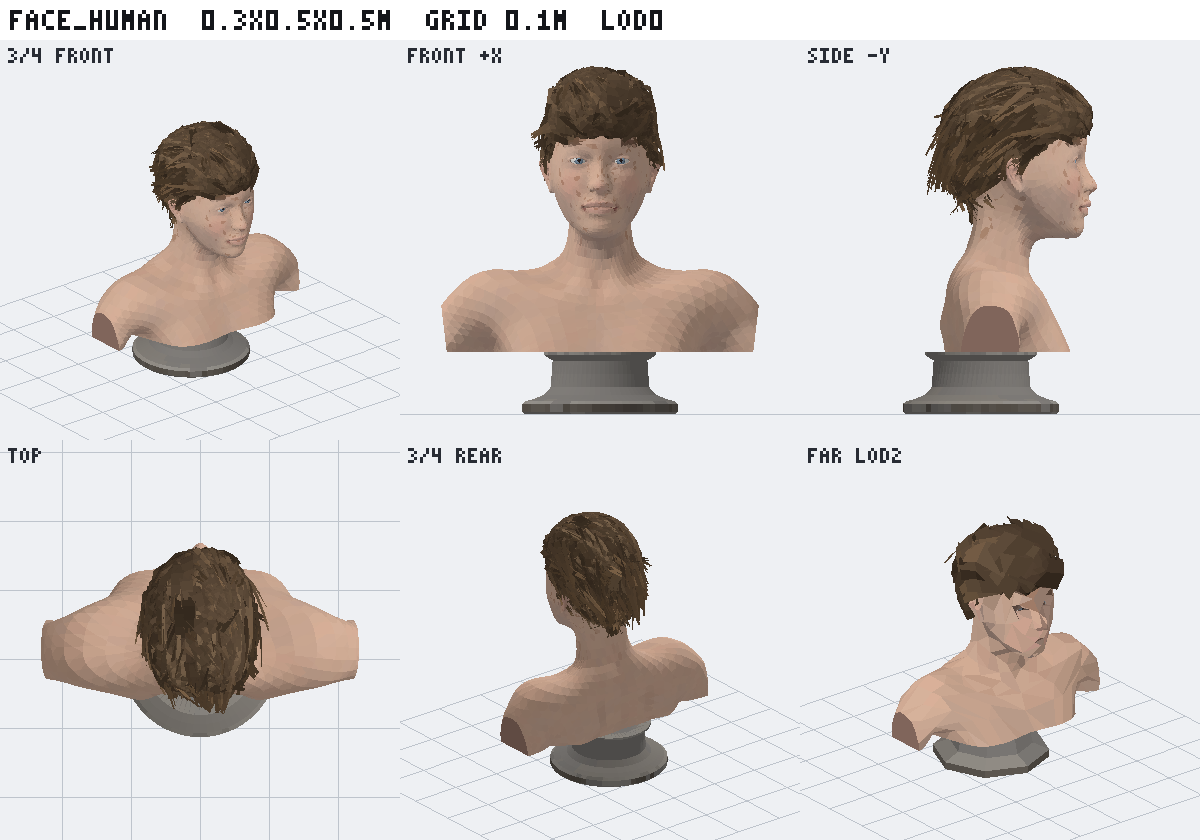 FACE_HUMAN 0.3X0.5X0.5M GRID 0.1M LOD0
3/4 FRONT
FRONT +X
SIDE -Y
TOP
3/4 REAR
FAR LOD2